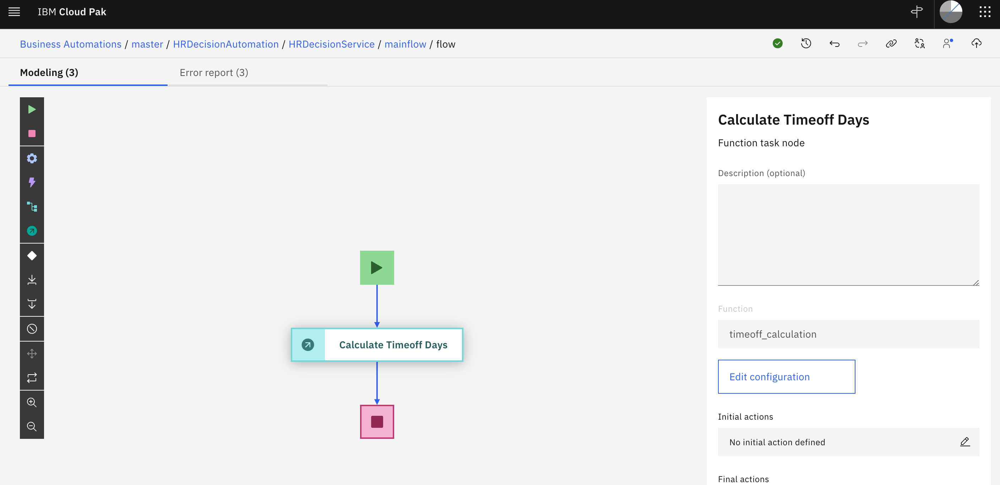 IBM Cloud Pak
Business Automations / master / HRDecisionAutomation / HRDecisionService / mainflow / flow
Modeling (3)
Error report (3)
Calculate Timeoff Days
Calculate Timeoff Days
Function task node
Description (optional)
Function
timeoff_calculation
Edit configuration
Initial actions
No initial action defined
Final actions